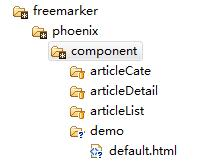 freemarker
phoenix
component
articleCate
articleDetail
articleList
demo
default.html